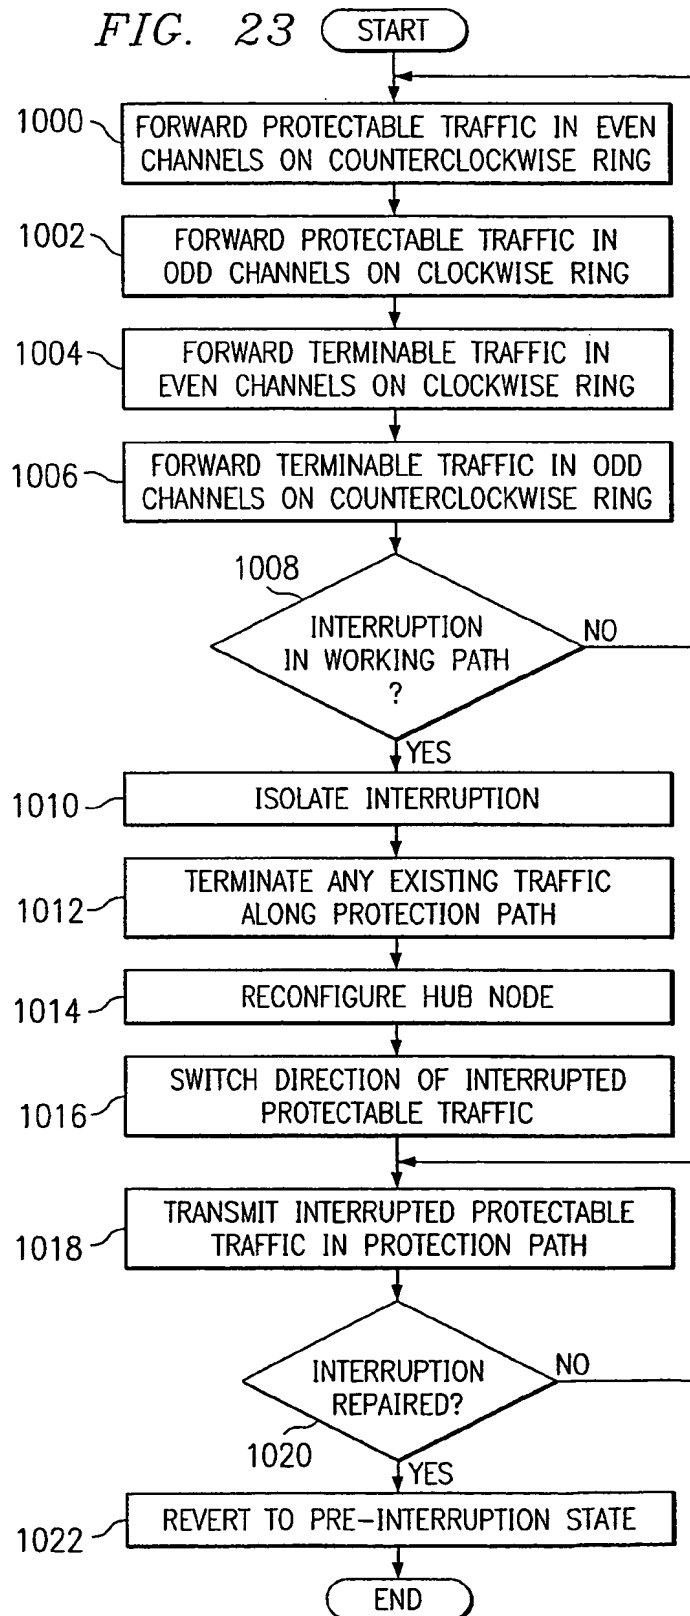 FIG. 23
START
1000
FORWARD PROTECTABLE TRAFFIC IN EVEN
CHANNELS ON COUNTERCLOCKWISE RING
1002
FORWARD PROTECTABLE TRAFFIC IN
ODD CHANNELS ON CLOCKWISE RING
1004
FORWARD TERMINABLE TRAFFIC IN
EVEN CHANNELS ON CLOCKWISE RING
1006
FORWARD TERMINABLE TRAFFIC IN ODD
CHANNELS ON COUNTERCLOCKWISE RING
1008
INTERRUPTION
IN WORKING PATH
?
NO
YES
1010
ISOLATE INTERRUPTION
1012
TERMINATE ANY EXISTING TRAFFIC
ALONG PROTECTION PATH
1014
RECONFIGURE HUB NODE
1016
SWITCH DIRECTION OF INTERRUPTED
PROTECTABLE TRAFFIC
1018
TRANSMIT INTERRUPTED PROTECTABLE
TRAFFIC IN PROTECTION PATH
INTERRUPTION
REPAIRED?
NO
1020
YES
1022
REVERT TO PRE-INTERRUPTION STATE
END